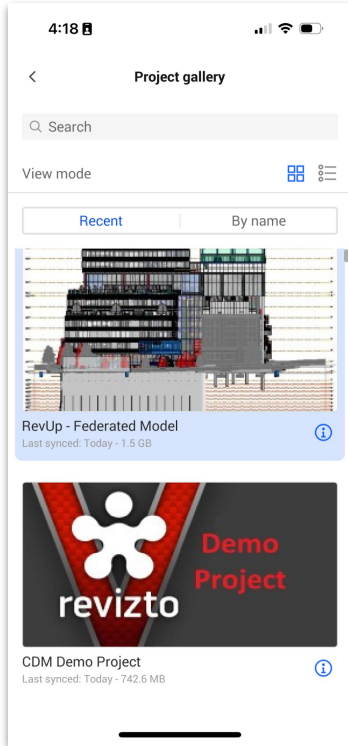 4:18
Project gallery
Search
View mode
Recent
By name
RevUp - Federated Model
Last synced: Today - 1.5 GB
Demo
Project
revizto
CDM Demo Project
Last synced: Today - 742.6 MB